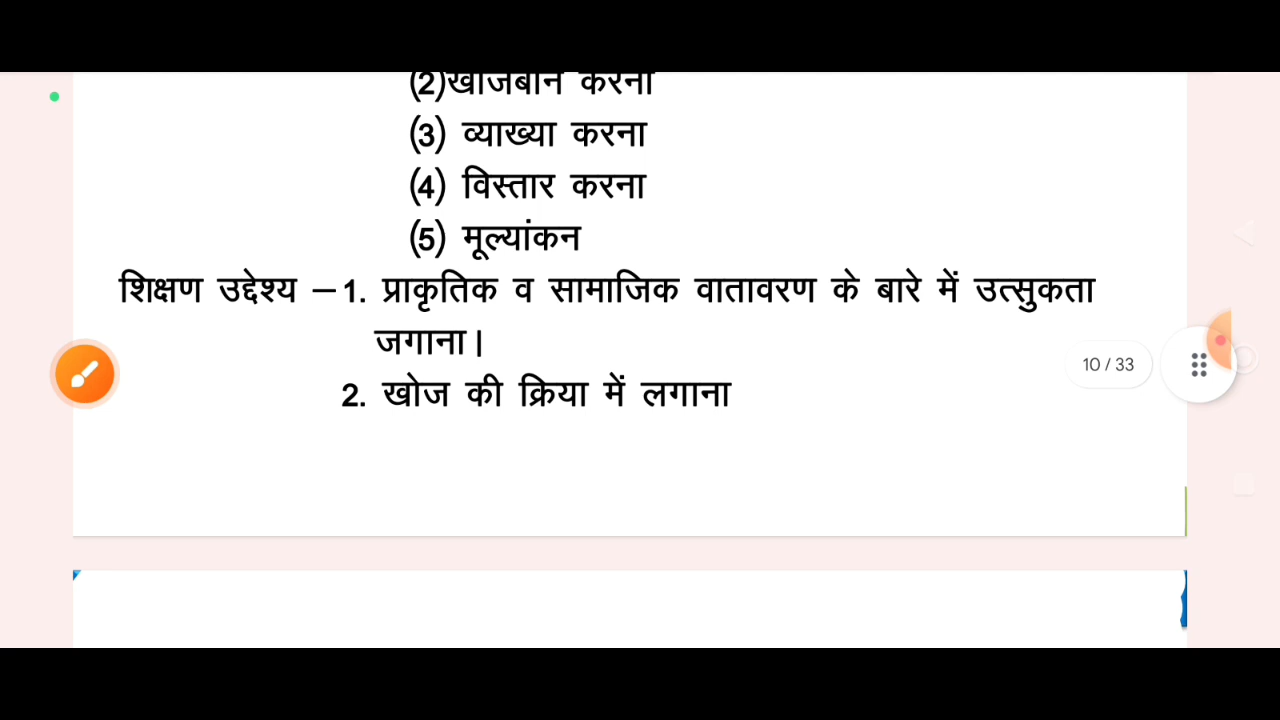 (2)खोजबीन करना
(3) व्याख्या करना
(4) विस्तार करना
(5) मूल्यांकन
शिक्षण उद्देश्य – 1. प्राकृतिक व सामाजिक वातावरण के बारे में उत्सुकता
जगाना।
10 / 33
2. खोज की क्रिया में लगाना